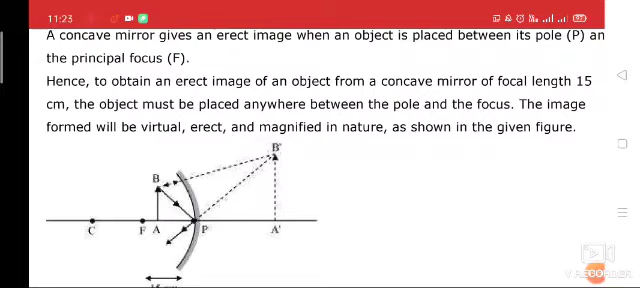 11:23
A concave mirror gives an erect image when an object is placed between its pole (P) an
the principal focus (F).
Hence, to obtain an erect image of an object from a concave mirror of focal length 15
cm, the object must be placed anywhere between the pole and the focus. The image
formed will be virtual, erect, and magnified in nature, as shown in the given figure.
B'
B
C F A P A'